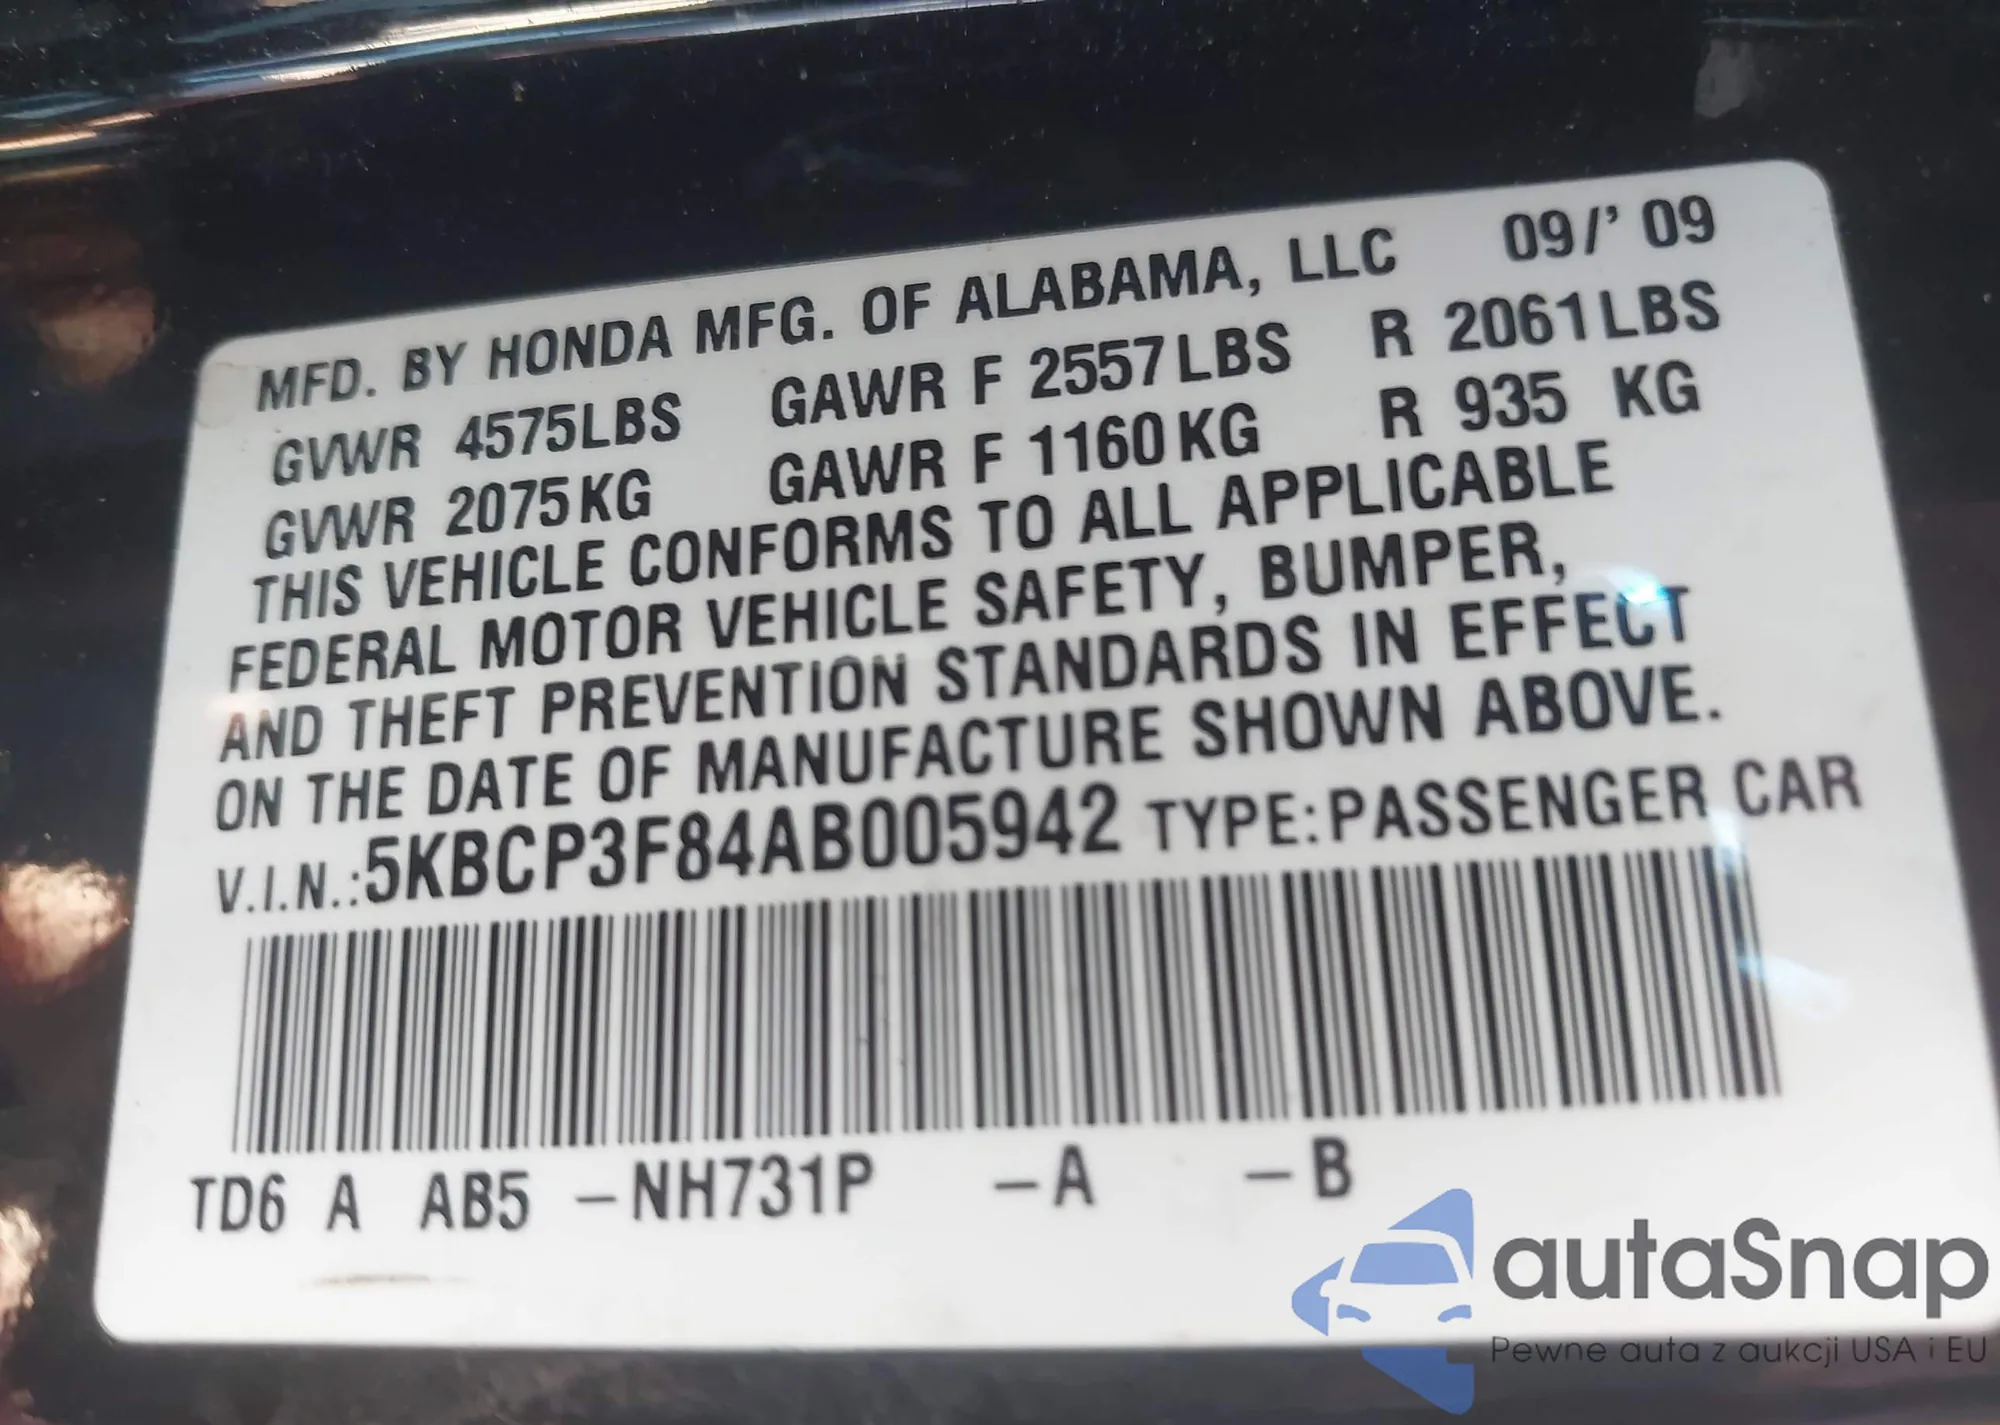 MFD. BY HONDA MFG. OF ALABAMA, LLC 09/'09
GVWR 4575LBS GAWR F 2557LBS R 2061LBS
GVWR 2075KG GAWR F 1160KG R 935 KG
THIS VEHICLE CONFORMS TO ALL APPLICABLE
FEDERAL MOTOR VEHICLE SAFETY, BUMPER,
AND THEFT PREVENTION STANDARDS IN EFFECT
ON THE DATE OF MANUFACTURE SHOWN ABOVE.
V.I.N.:5KBCP3F84AB005942 TYPE:PASSENGER CAR
TD6 A AB5 –NH731P –A –B
autaSnap
Pewne auta z aukcji USA i EU